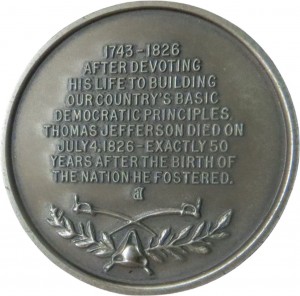 1743-1826
AFTER DEVOTING
HIS LIFE TO BUILDING
OUR COUNTRY'S BASIC
DEMOCRATIC PRINCIPLES,
THOMAS JEFFERSON DIED ON
JULY 4, 1826 - EXACTLY 50
YEARS AFTER THE BIRTH OF
THE NATION HE FOSTERED.